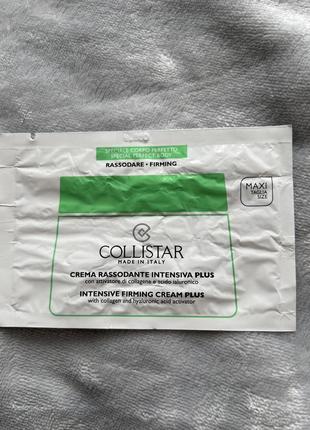 SPECIALE CORPO PERFETTO
SPECIAL PERFECT BODY
RASSODARE • FIRMING
MAXI
TAGLIA
SIZE
COLLISTAR
MADE IN ITALY
CREMA RASSODANTE INTENSIVA PLUS
con attivatore di collagene e acido ialuronico
INTENSIVE FIRMING CREAM PLUS
with collagen and hyaluronic acid activator